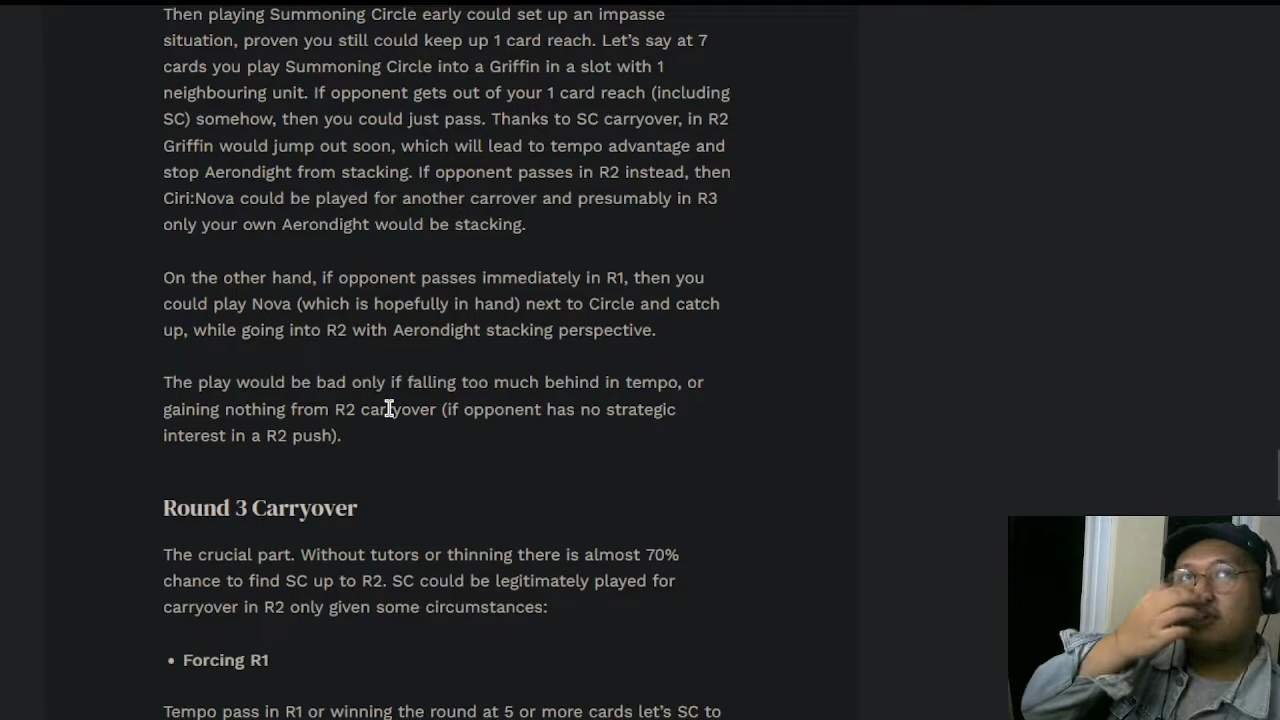 Then playing Summoning Circle early could set up an impasse
situation, proven you still could keep up 1 card reach. Let's say at 7
cards you play Summoning Circle into a Griffin in a slot with 1
neighbouring unit. If opponent gets out of your 1 card reach (including
SC) somehow, then you could just pass. Thanks to SC carryover, in R2
Griffin would jump out soon, which will lead to tempo advantage and
stop Aerondight from stacking. If opponent passes in R2 instead, then
Ciri:Nova could be played for another carrover and presumably in R3
only your own Aerondight would be stacking.
On the other hand, if opponent passes immediately in R1, then you
could play Nova (which is hopefully in hand) next to Circle and catch
up, while going into R2 with Aerondight stacking perspective.
The play would be bad only if falling too much behind in tempo, or
gaining nothing from R2 carryover (if opponent has no strategic
interest in a R2 push).
Round 3 Carryover
The crucial part. Without tutors or thinning there is almost 70%
chance to find SC up to R2. SC could be legitimately played for
carryover in R2 only given some circumstances:
• Forcing R1
Tempo pass in R1 or winning the round at 5 or more cards let's SC to